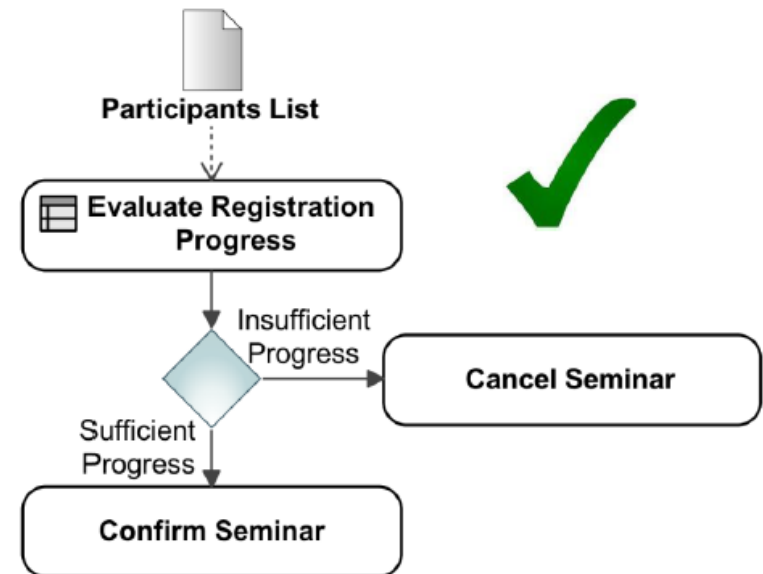 Participants List
Evaluate Registration
Progress
Insufficient
Progress
Cancel Seminar
Sufficient
Progress
Confirm Seminar